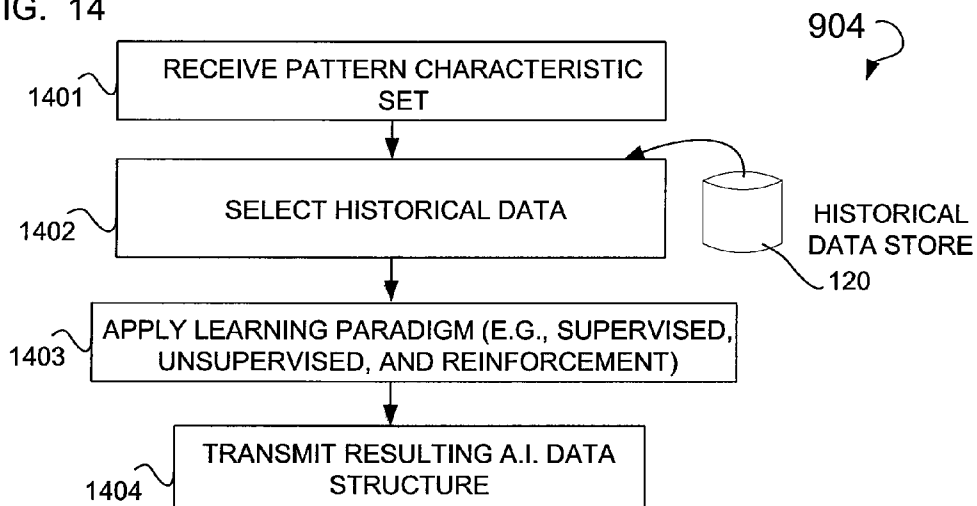 IG. 14
904
RECEIVE PATTERN CHARACTERISTIC
SET
1401
SELECT HISTORICAL DATA
1402
HISTORICAL
DATA STORE
120
APPLY LEARNING PARADIGM (E.G., SUPERVISED,
UNSUPERVISED, AND REINFORCEMENT)
1403
TRANSMIT RESULTING A.I. DATA
STRUCTURE
1404